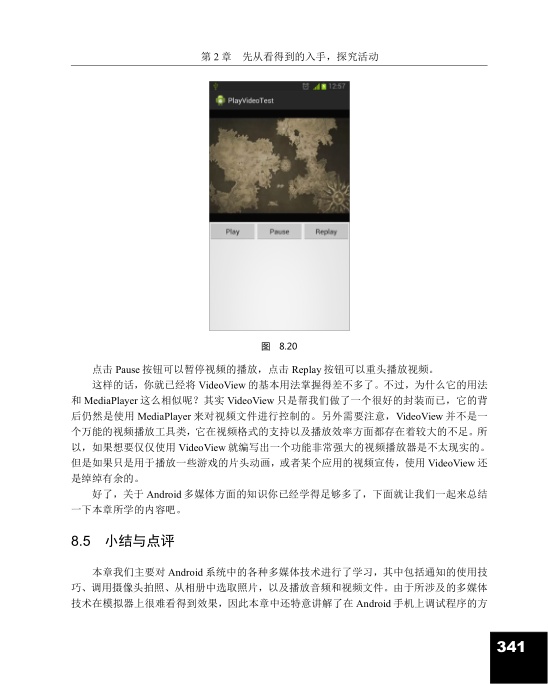 第 2 章 先从看得到的入手，探究活动
12:57
PlayVideoTest
Play Pause Replay
图 8.20
点击 Pause 按钮可以暂停视频的播放，点击 Replay 按钮可以重头播放视频。
这样的话，你就已经将 VideoView 的基本用法掌握得差不多了。不过，为什么它的用法
和 MediaPlayer 这么相似呢？其实 VideoView 只是帮我们做了一个很好的封装而已，它的背
后仍然是使用 MediaPlayer 来对视频文件进行控制的。另外需要注意，VideoView 并不是一
个万能的视频播放工具类，它在视频格式的支持以及播放效率方面都存在着较大的不足。所
以，如果想要仅仅使用 VideoView 就编写出一个功能非常强大的视频播放器是不太现实的。
但是如果只是用于播放一些游戏的片头动画，或者某个应用的视频宣传，使用 VideoView 还
是绰绰有余的。
好了，关于 Android 多媒体方面的知识你已经学得足够多了，下面就让我们一起来总结
一下本章所学的内容吧。
8.5 小结与点评
本章我们主要对 Android 系统中的各种多媒体技术进行了学习，其中包括通知的使用技
巧、调用摄像头拍照、从相册中选取照片，以及播放音频和视频文件。由于所涉及的多媒体
技术在模拟器上很难看得到效果，因此本章中还特意讲解了在 Android 手机上调试程序的方
341